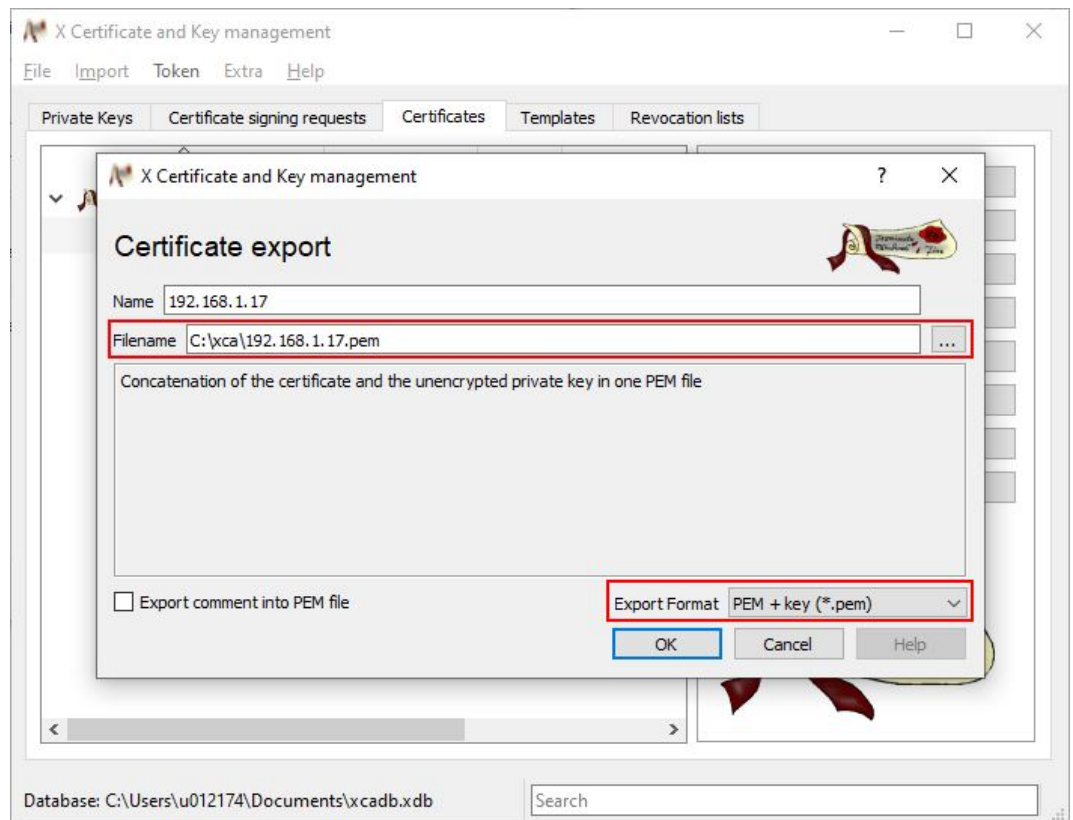 X Certificate and Key management
File Import Token Extra Help
Private Keys Certificate signing requests Certificates Templates Revocation lists
X Certificate and Key management ?
Certificate export
Name 192.168.1.17
Filename C:\xca\192.168.1.17.pem ...
Concatenation of the certificate and the unencrypted private key in one PEM file
Export comment into PEM file
Export Format PEM + key (*.pem)
OK Cancel Help
Database: C:\Users\u012174\Documents\xcadb.xdb Search